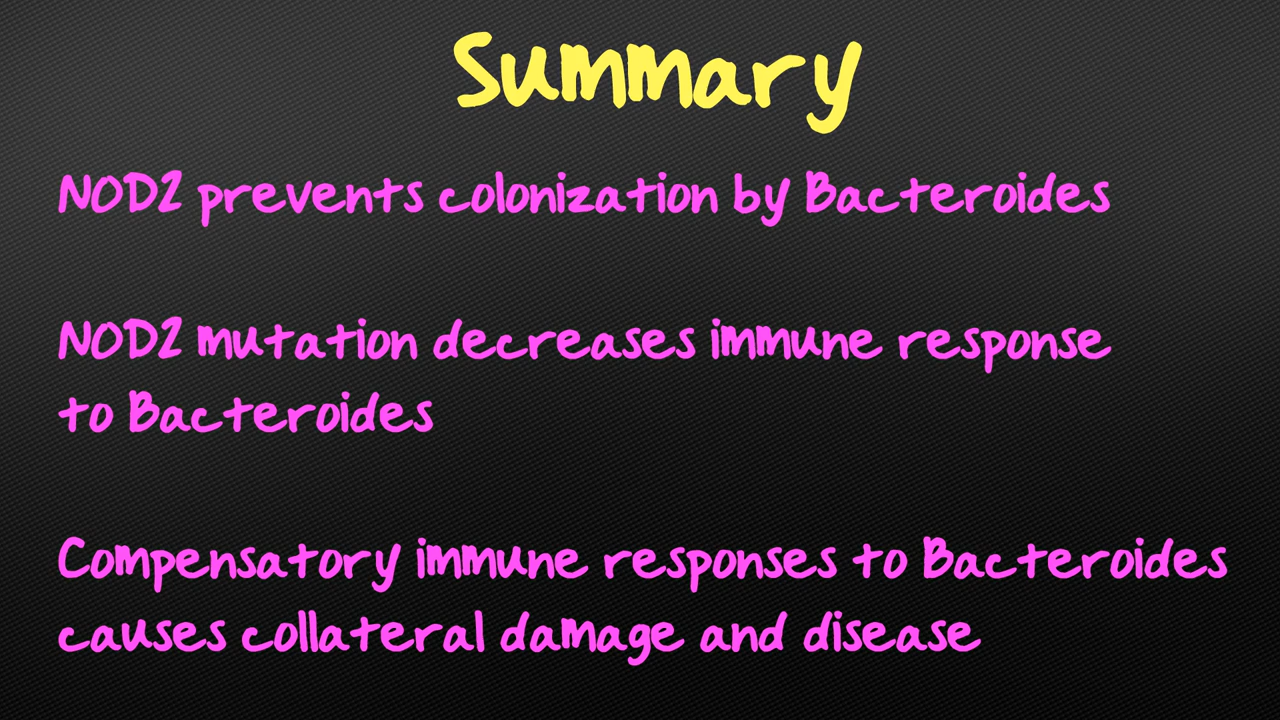 Summary
NOD2 prevents colonization by Bacteroides
NOD2 mutation decreases immune response
to Bacteroides
Compensatory immune responses to Bacteroides
causes collateral damage and disease